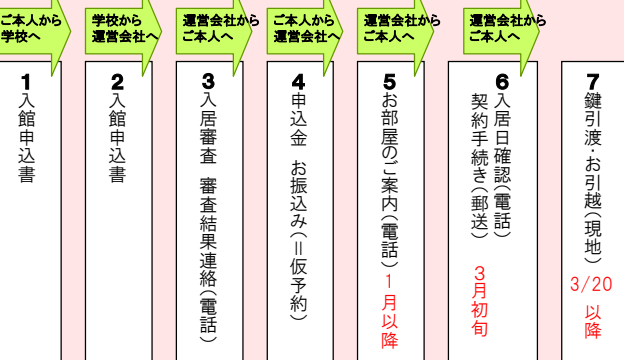 ご本人から
学校へ
学校から
運営会社へ
運営会社から
ご本人へ
ご本人から
運営会社へ
運営会社から
ご本人へ
運営会社から
ご本人へ
1
入館申込書
2
入館申込書
3
入居審査 審査結果連絡(電話)
4
申込金 お振込み(=仮予約)
5
お部屋のご案内(電話)1月以降
6
入居日確認(電話)
契約手続き(郵送) 3月初旬
7
鍵引渡・お引越(現地)
3/20
以降